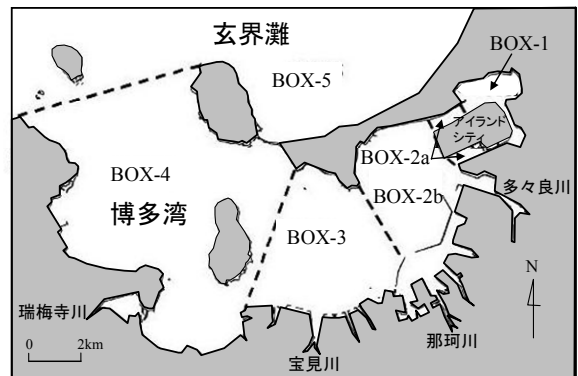 玄界灘
BOX-1
BOX-5
アイランド
シティ
BOX-2a
BOX-4
多々良川
BOX-2b
博多湾
BOX-3
N
瑞梅寺川
那珂川
0
2km
宝見川